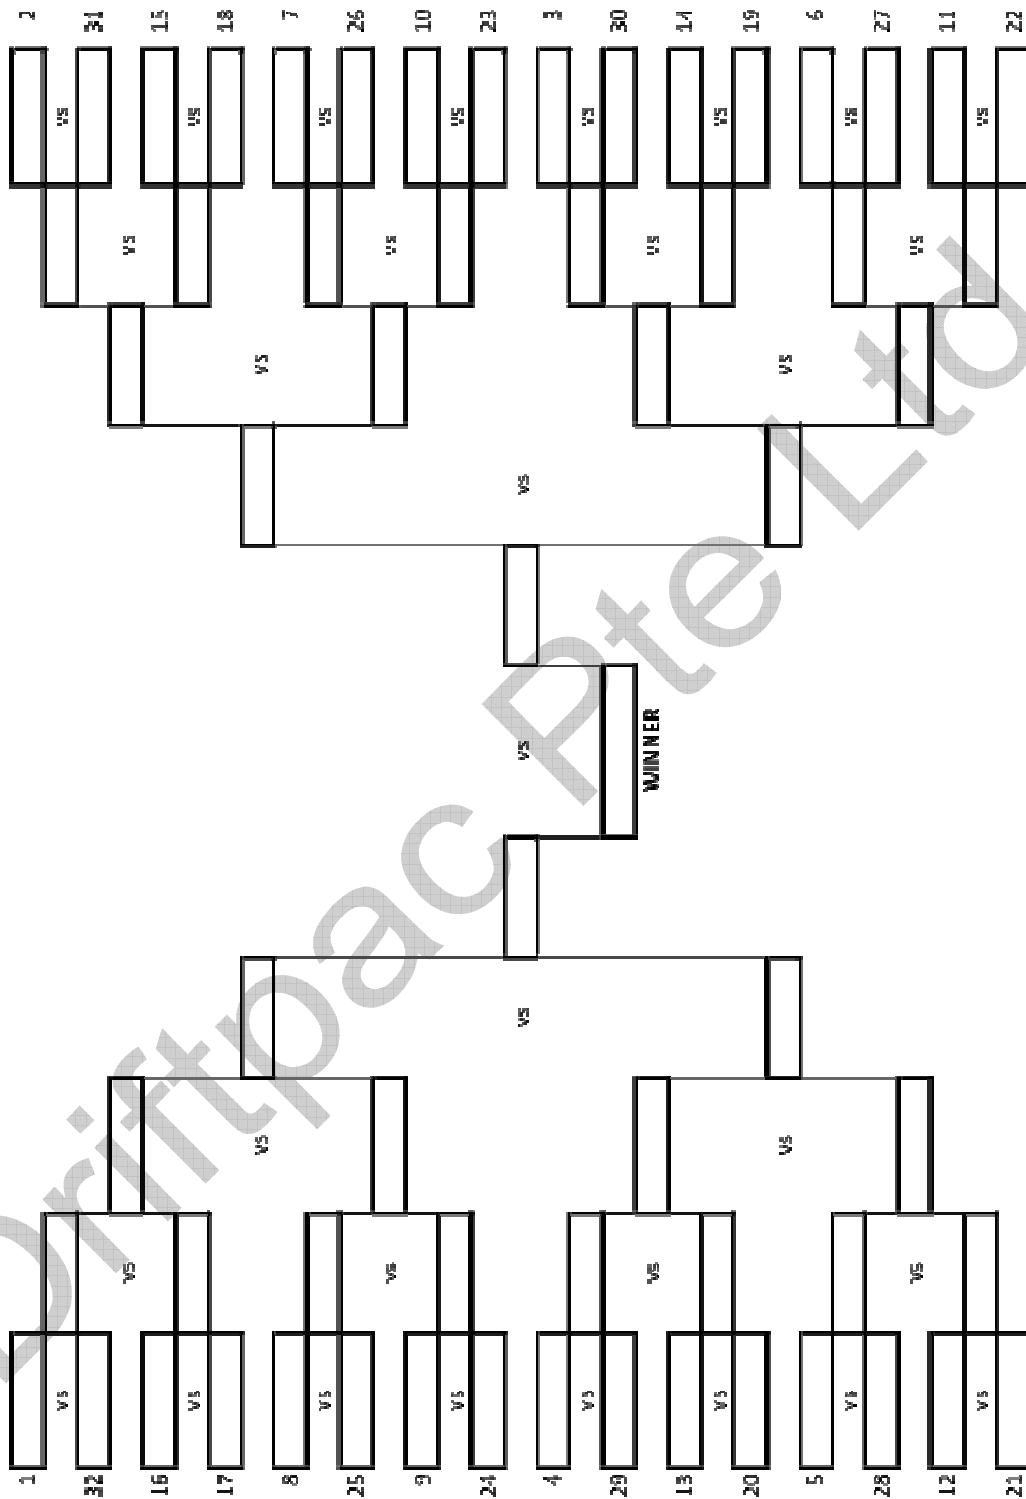 1 2
VS VS
32 31
VS VS
16 15
VS VS
17 18
VS VS
8 7
VS VS
25 26
VS VS
9 10
VS VS
24 23
VS VS VS
4 3
VS VS
29 30
VS WINNER VS
13 14
VS VS
20 19
VS VS
5 6
VS VS
28 27
VS VS
12 11
VS VS
21 22
Driftpac Pte Ltd